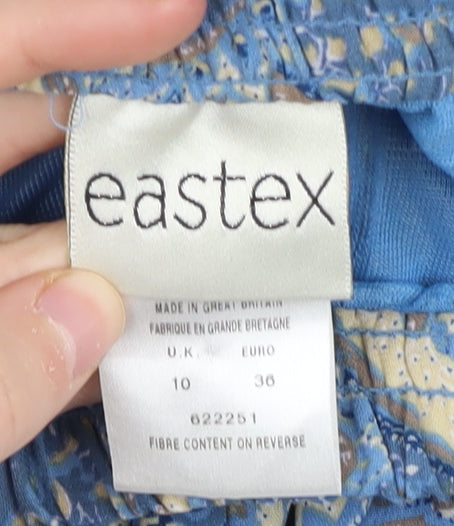 eastex
MADE IN GREAT BRITAIN
FABRIQUE EN GRANDE BRETAGNE
U.K. EURO
10 36
622251
FIBRE CONTENT ON REVERSE